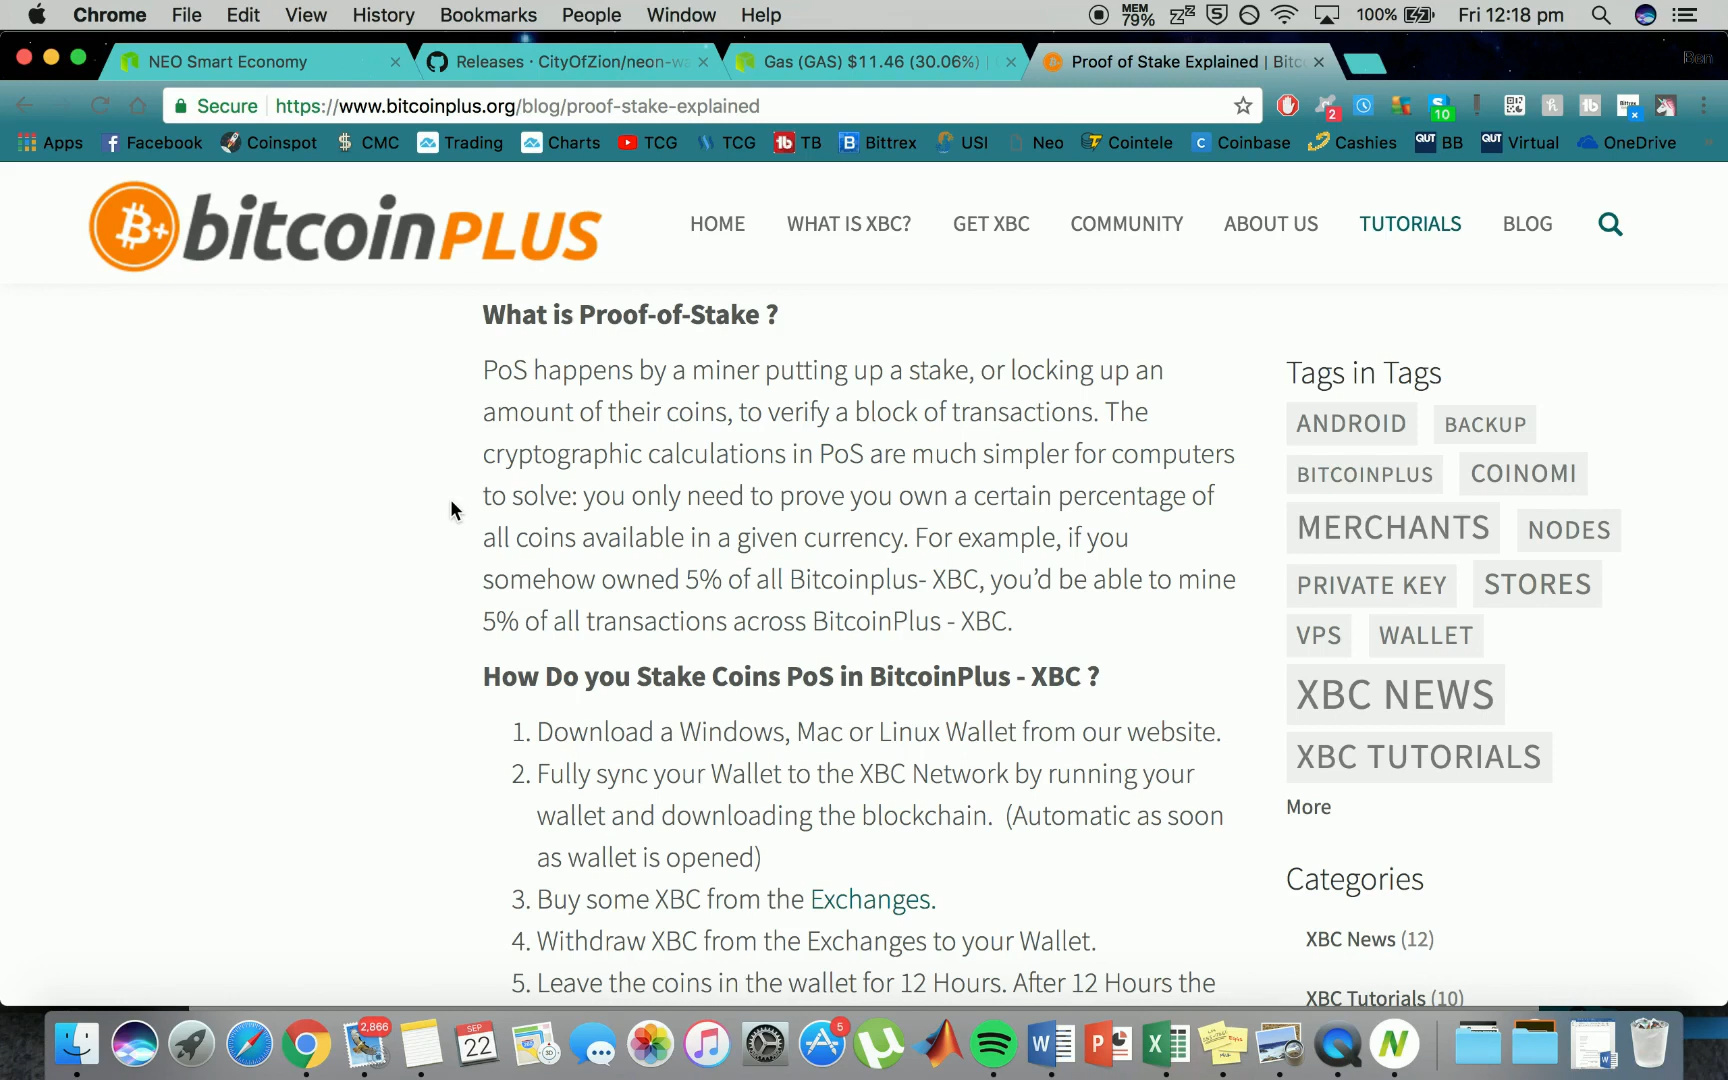 Chrome File Edit View History Bookmarks People Window Help MEM 79% 100% Fri 12:18 pm
NEO Smart Economy Releases · CityOfZion/neon-w Gas (GAS) $11.46 (30.06%) | Proof of Stake Explained | Bitc Ben
Secure https://www.bitcoinplus.org/blog/proof-stake-explained 2 10
Apps Facebook Coinspot CMC Trading Charts TCG TCG TB Bittrex USI Neo Cointele Coinbase Cashies BB Virtual OneDrive
bitcoinPLUS HOME WHAT IS XBC? GET XBC COMMUNITY ABOUT US TUTORIALS BLOG
What is Proof-of-Stake ?
PoS happens by a miner putting up a stake, or locking up an
amount of their coins, to verify a block of transactions. The
cryptographic calculations in PoS are much simpler for computers
to solve: you only need to prove you own a certain percentage of
all coins available in a given currency. For example, if you
somehow owned 5% of all Bitcoinplus- XBC, you’d be able to mine
5% of all transactions across BitcoinPlus - XBC.
How Do you Stake Coins PoS in BitcoinPlus - XBC ?
1. Download a Windows, Mac or Linux Wallet from our website.
2. Fully sync your Wallet to the XBC Network by running your
wallet and downloading the blockchain. (Automatic as soon
as wallet is opened)
3. Buy some XBC from the Exchanges.
4. Withdraw XBC from the Exchanges to your Wallet.
5. Leave the coins in the wallet for 12 Hours. After 12 Hours the
Tags in Tags
ANDROID BACKUP
BITCOINPLUS COINOMI
MERCHANTS NODES
PRIVATE KEY STORES
VPS WALLET
XBC NEWS
XBC TUTORIALS
More
Categories
XBC News (12)
XBC Tutorials (10)
2,866 SEP 22 5